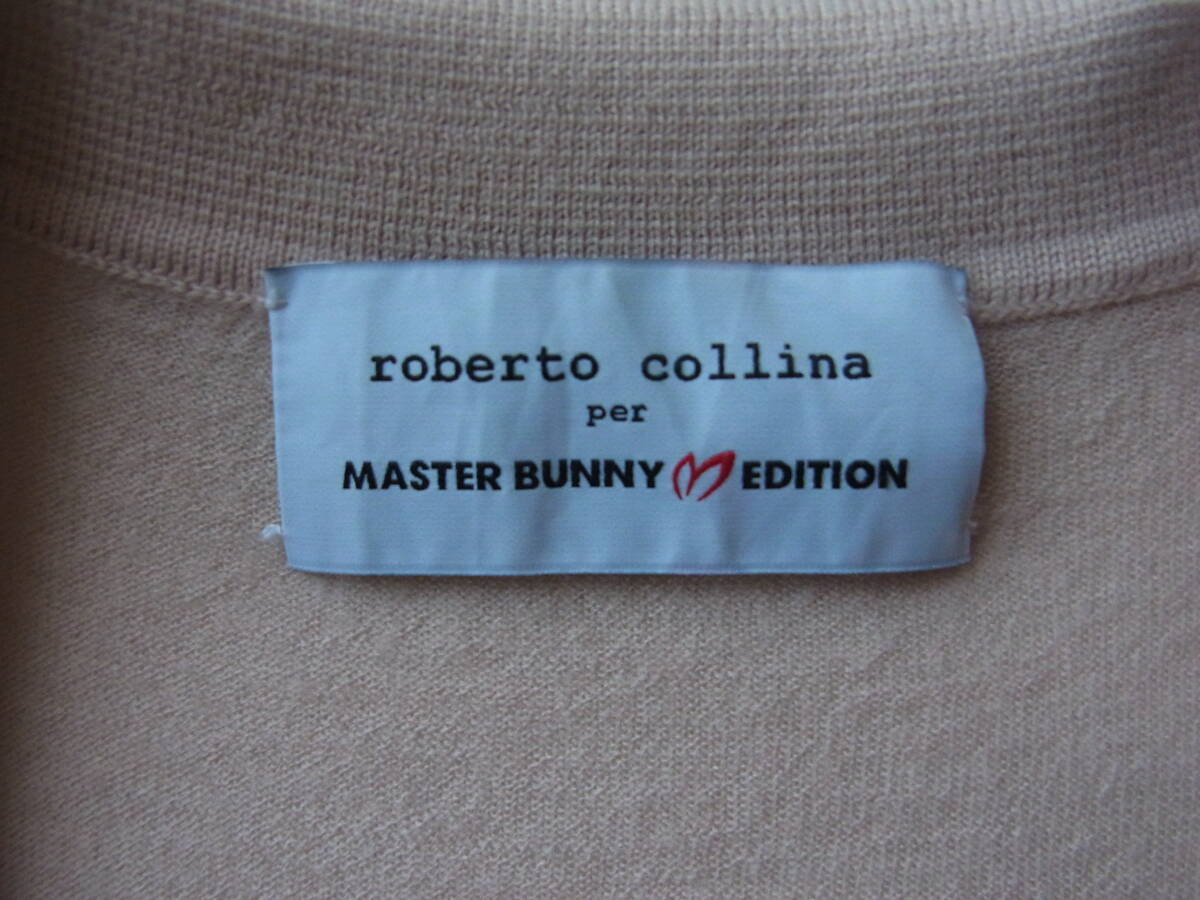 roberto collina
per
MASTER BUNNY EDITION